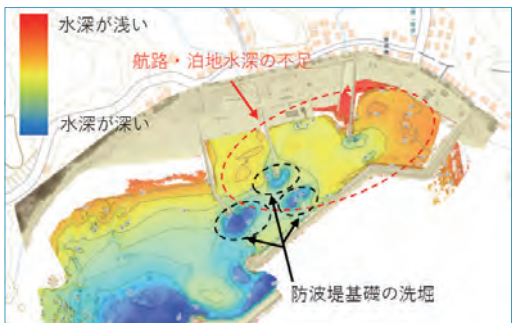 水深が浅い
航路・泊地水深の不足
水深が深い
防波堤基礎の洗堀